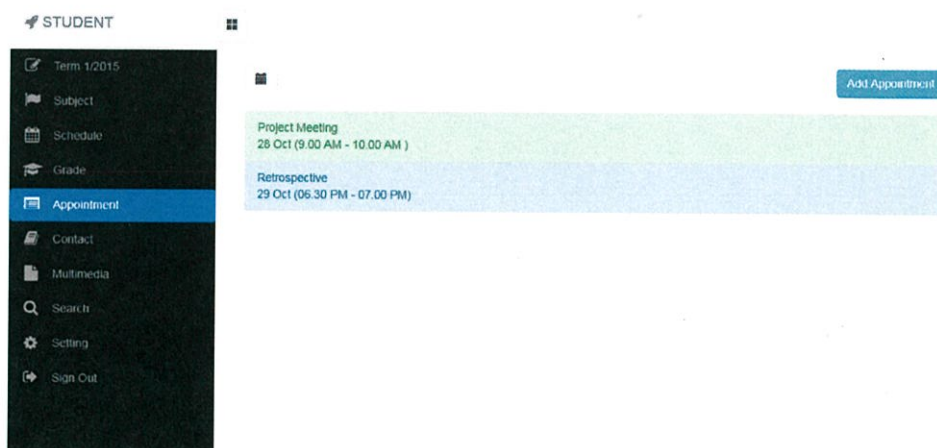 STUDENT
Term 1/2015
Subject
Schedule
Grade
Appointment
Contact
Multimedia
Search
Setting
Sign Out
Add Appointment
Project Meeting
28 Oct (9.00 AM - 10.00 AM )
Retrospective
29 Oct (06.30 PM - 07.00 PM)